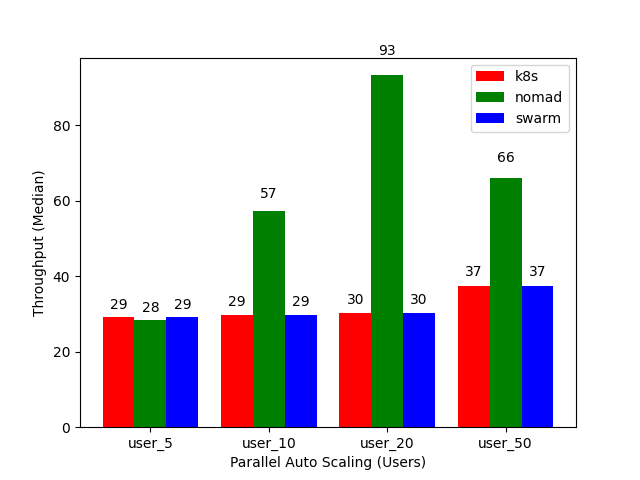 93
k8s
nomad
swarm
57
66
29 28 29
29 29
30 30
37 37
80
60
40
20
0
Throughput (Median)
user_5 user_10 user_20 user_50
Parallel Auto Scaling (Users)